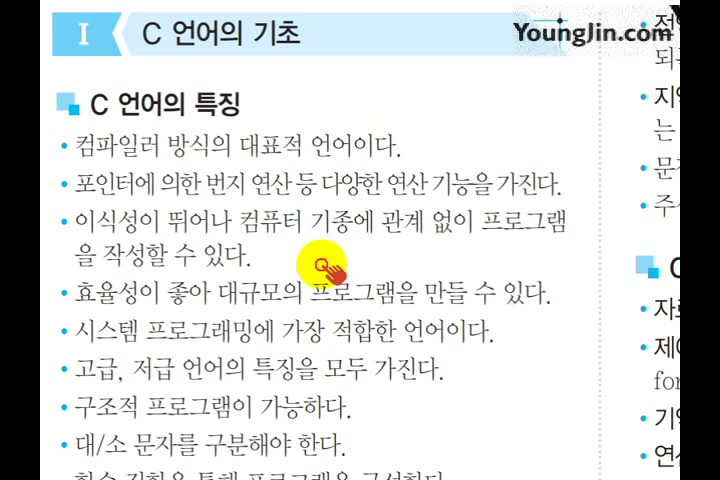 I C 언어의 기초
YoungJin.com
C 언어의 특징
• 컴파일러 방식의 대표적 언어이다.
• 포인터에 의한 번지 연산 등 다양한 연산 기능을 가진다.
• 이식성이 뛰어나 컴퓨터 기종에 관계 없이 프로그램
을 작성할 수 있다.
• 효율성이 좋아 대규모의 프로그램을 만들 수 있다.
• 시스템 프로그래밍에 가장 적합한 언어이다.
• 고급, 저급 언어의 특징을 모두 가진다.
• 구조적 프로그램이 가능하다.
• 대/소 문자를 구분해야 한다.
는
for